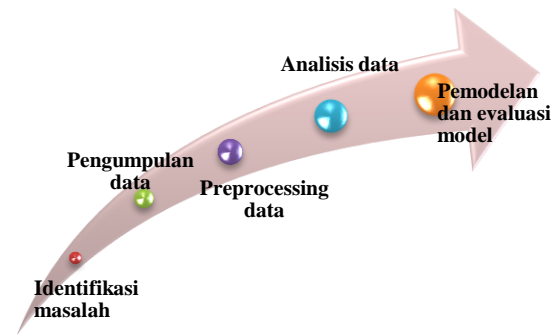 Identifikasi
masalah
Pengumpulan
data
Preprocessing
data
Analisis data
Pemodelan
dan evaluasi
model